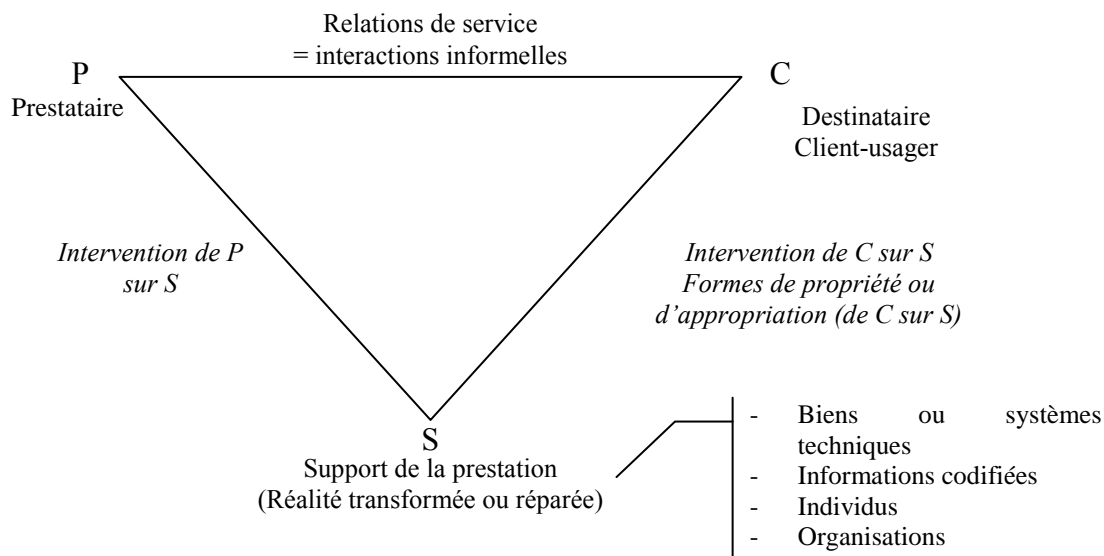 Relations de service
= interactions informelles
P
C
Prestataire
Destinataire
Client-usager
Intervention de P
sur S
Intervention de C sur S
Formes de propriété ou
d'appropriation (de C sur S)
S
Support de la prestation
(Réalité transformée ou réparée)
- Biens ou systèmes
techniques
- Informations codifiées
- Individus
- Organisations